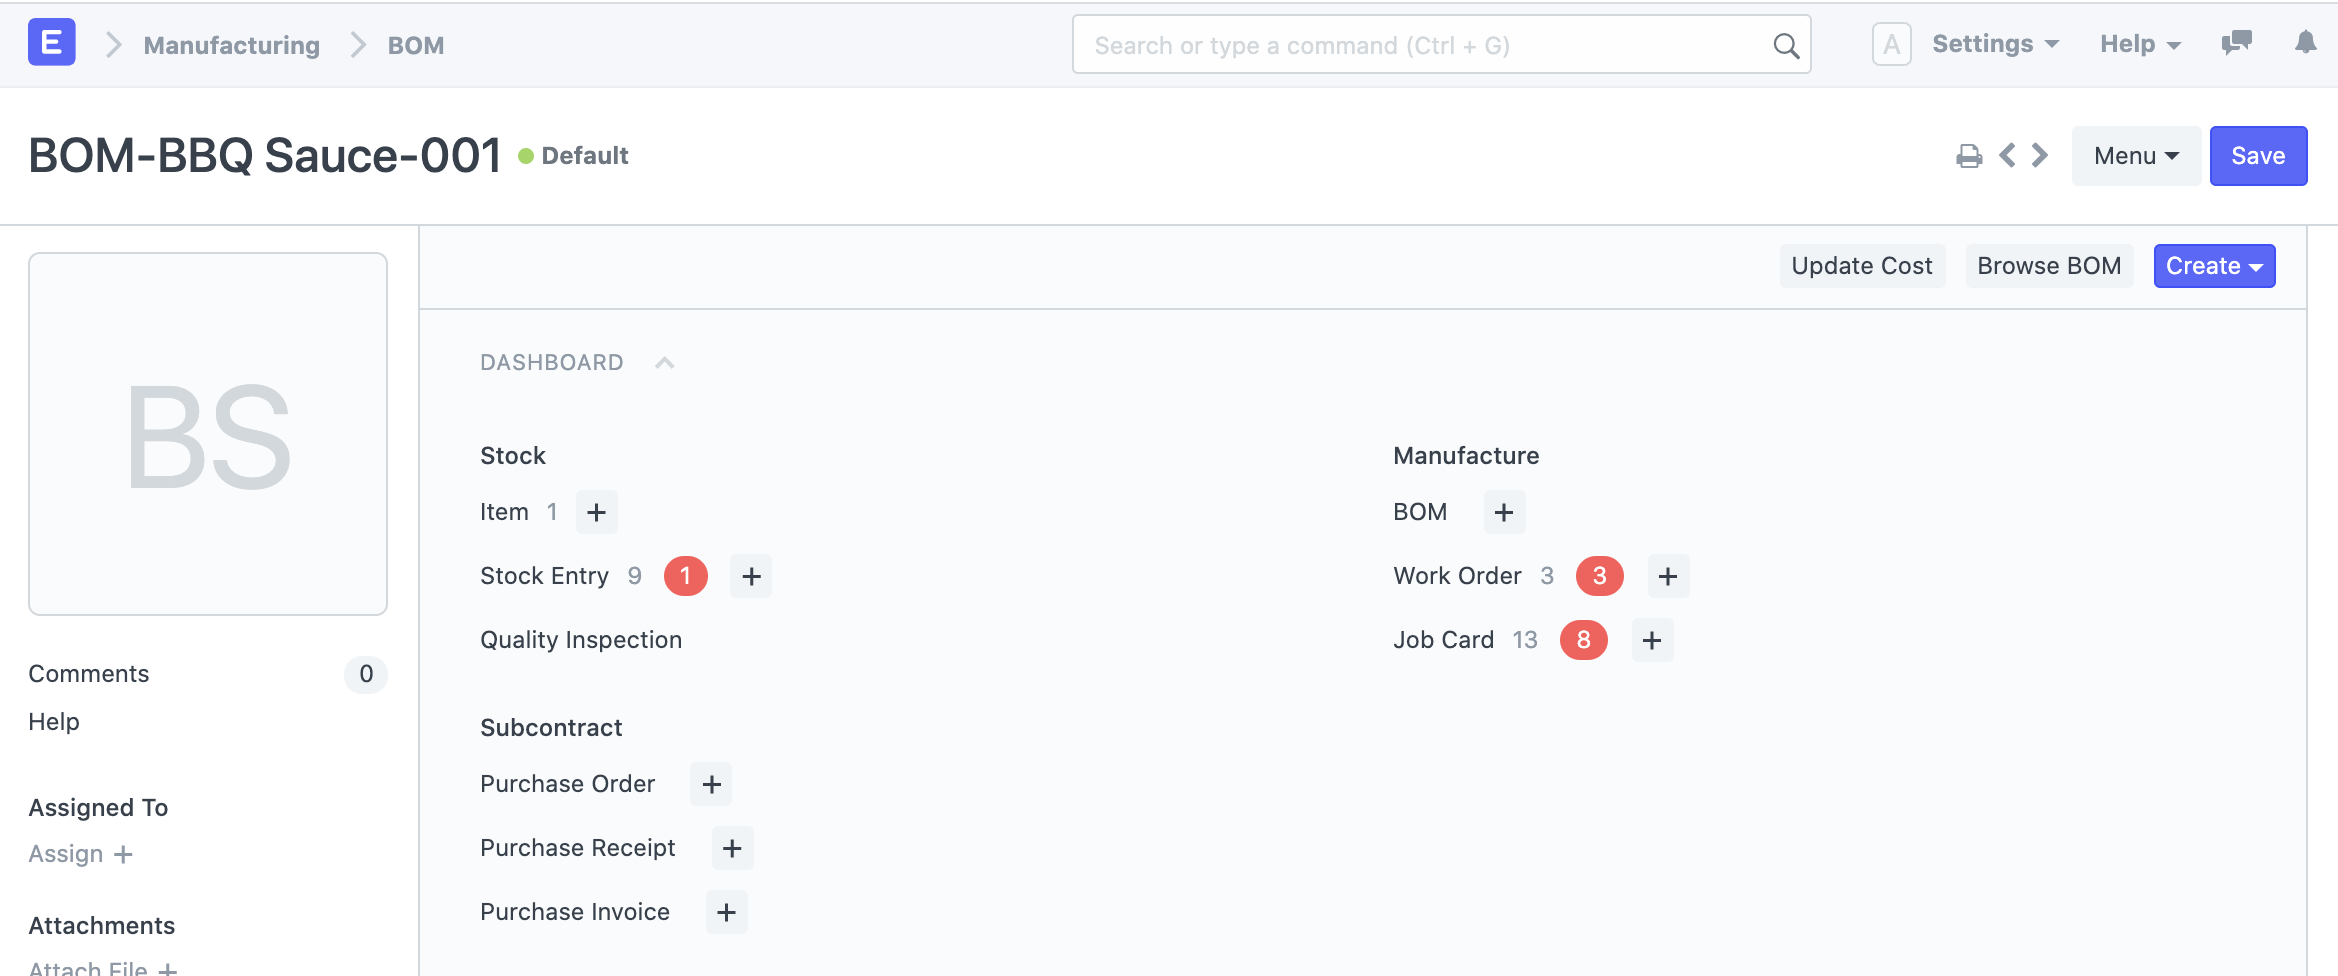 E Manufacturing BOM Search or type a command (Ctrl + G) A Settings Help
BOM-BBQ Sauce-001 Default Menu Save
Update Cost Browse BOM Create
BS
Comments 0
Help
Assigned To
Assign +
Attachments
Attach File +
DASHBOARD
Stock
Item 1 +
Stock Entry 9 1 +
Quality Inspection
Subcontract
Purchase Order +
Purchase Receipt +
Purchase Invoice +
Manufacture
BOM +
Work Order 3 3 +
Job Card 13 8 +